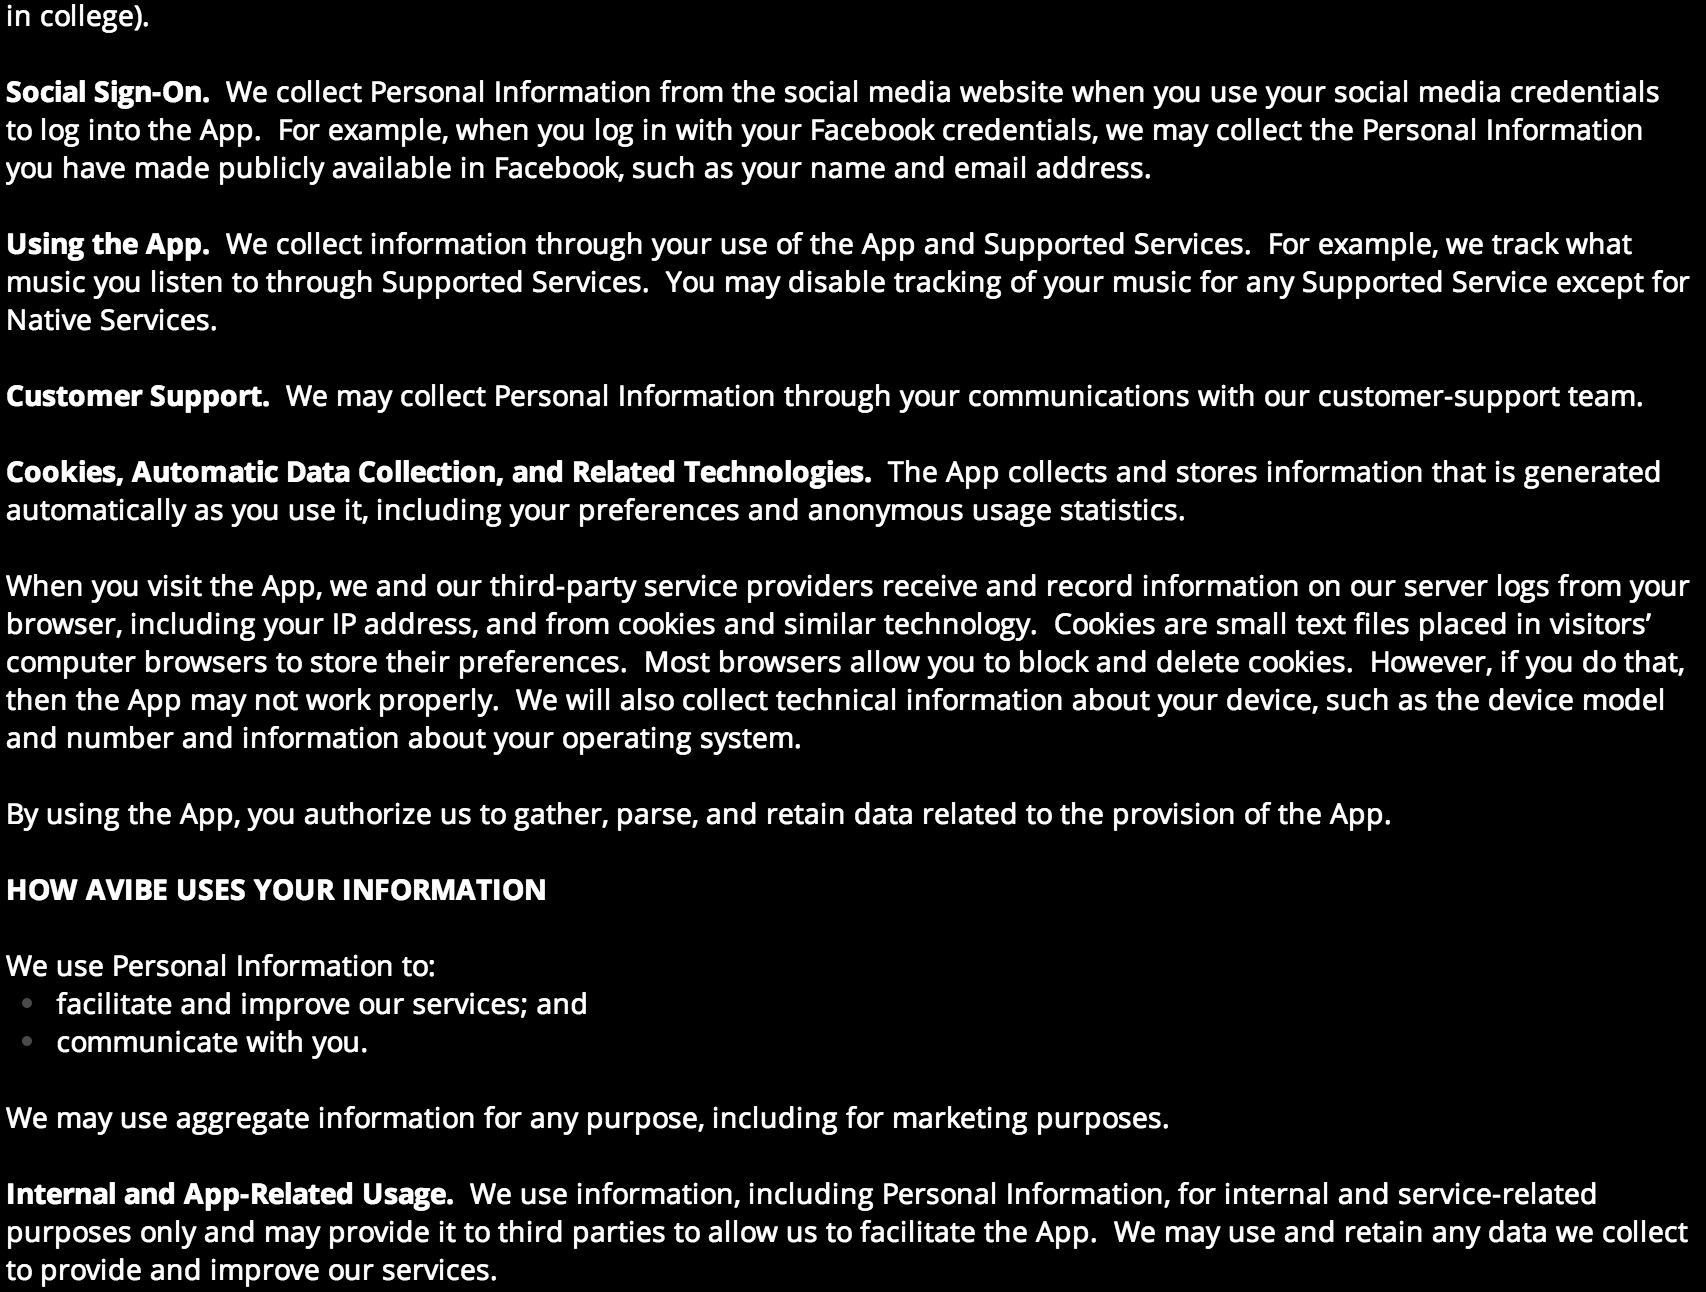 in college).
Social Sign-On.  We collect Personal Information from the social media website when you use your social media credentials
to log into the App.  For example, when you log in with your Facebook credentials, we may collect the Personal Information
you have made publicly available in Facebook, such as your name and email address.
Using the App.  We collect information through your use of the App and Supported Services.  For example, we track what
music you listen to through Supported Services.  You may disable tracking of your music for any Supported Service except for
Native Services.
Customer Support.  We may collect Personal Information through your communications with our customer-support team.
Cookies, Automatic Data Collection, and Related Technologies.  The App collects and stores information that is generated
automatically as you use it, including your preferences and anonymous usage statistics.
When you visit the App, we and our third-party service providers receive and record information on our server logs from your
browser, including your IP address, and from cookies and similar technology.  Cookies are small text files placed in visitors’
computer browsers to store their preferences.  Most browsers allow you to block and delete cookies.  However, if you do that,
then the App may not work properly.  We will also collect technical information about your device, such as the device model
and number and information about your operating system.
By using the App, you authorize us to gather, parse, and retain data related to the provision of the App.
HOW AVIBE USES YOUR INFORMATION
We use Personal Information to:
• facilitate and improve our services; and
• communicate with you.
We may use aggregate information for any purpose, including for marketing purposes.
Internal and App-Related Usage.  We use information, including Personal Information, for internal and service-related
purposes only and may provide it to third parties to allow us to facilitate the App.  We may use and retain any data we collect
to provide and improve our services.